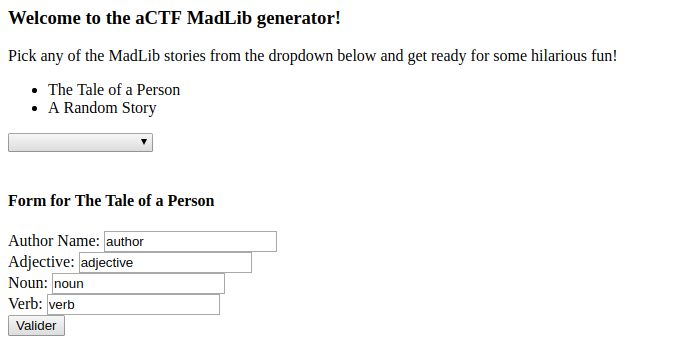 Welcome to the aCTF MadLib generator!
Pick any of the MadLib stories from the dropdown below and get ready for some hilarious fun!
• The Tale of a Person
• A Random Story
Form for The Tale of a Person
Author Name: author
Adjective: adjective
Noun: noun
Verb: verb
Valider